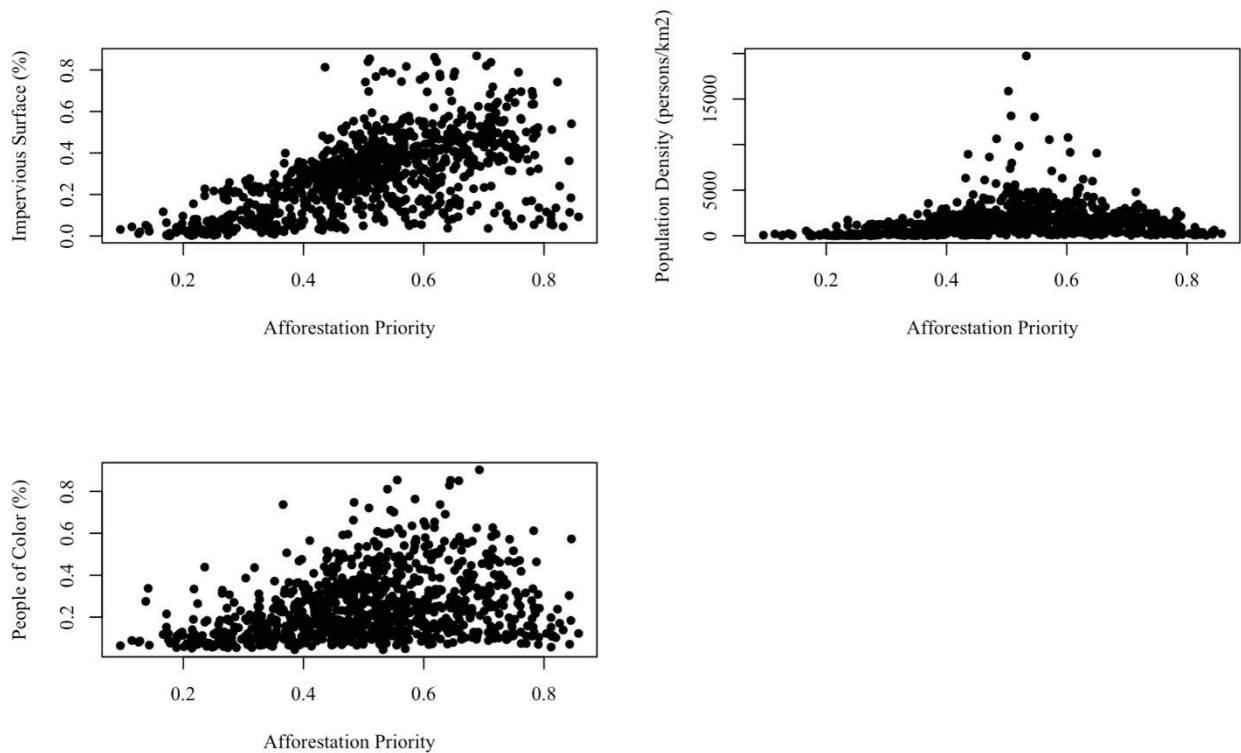 Impervious Surface (%)
0.0 0.2 0.4 0.6 0.8
0.2 0.4 0.6 0.8
Afforestation Priority
Population Density (persons/km2)
0 5000 15000
0.2 0.4 0.6 0.8
Afforestation Priority
People of Color (%)
0.2 0.4 0.6 0.8
0.2 0.4 0.6 0.8
Afforestation Priority